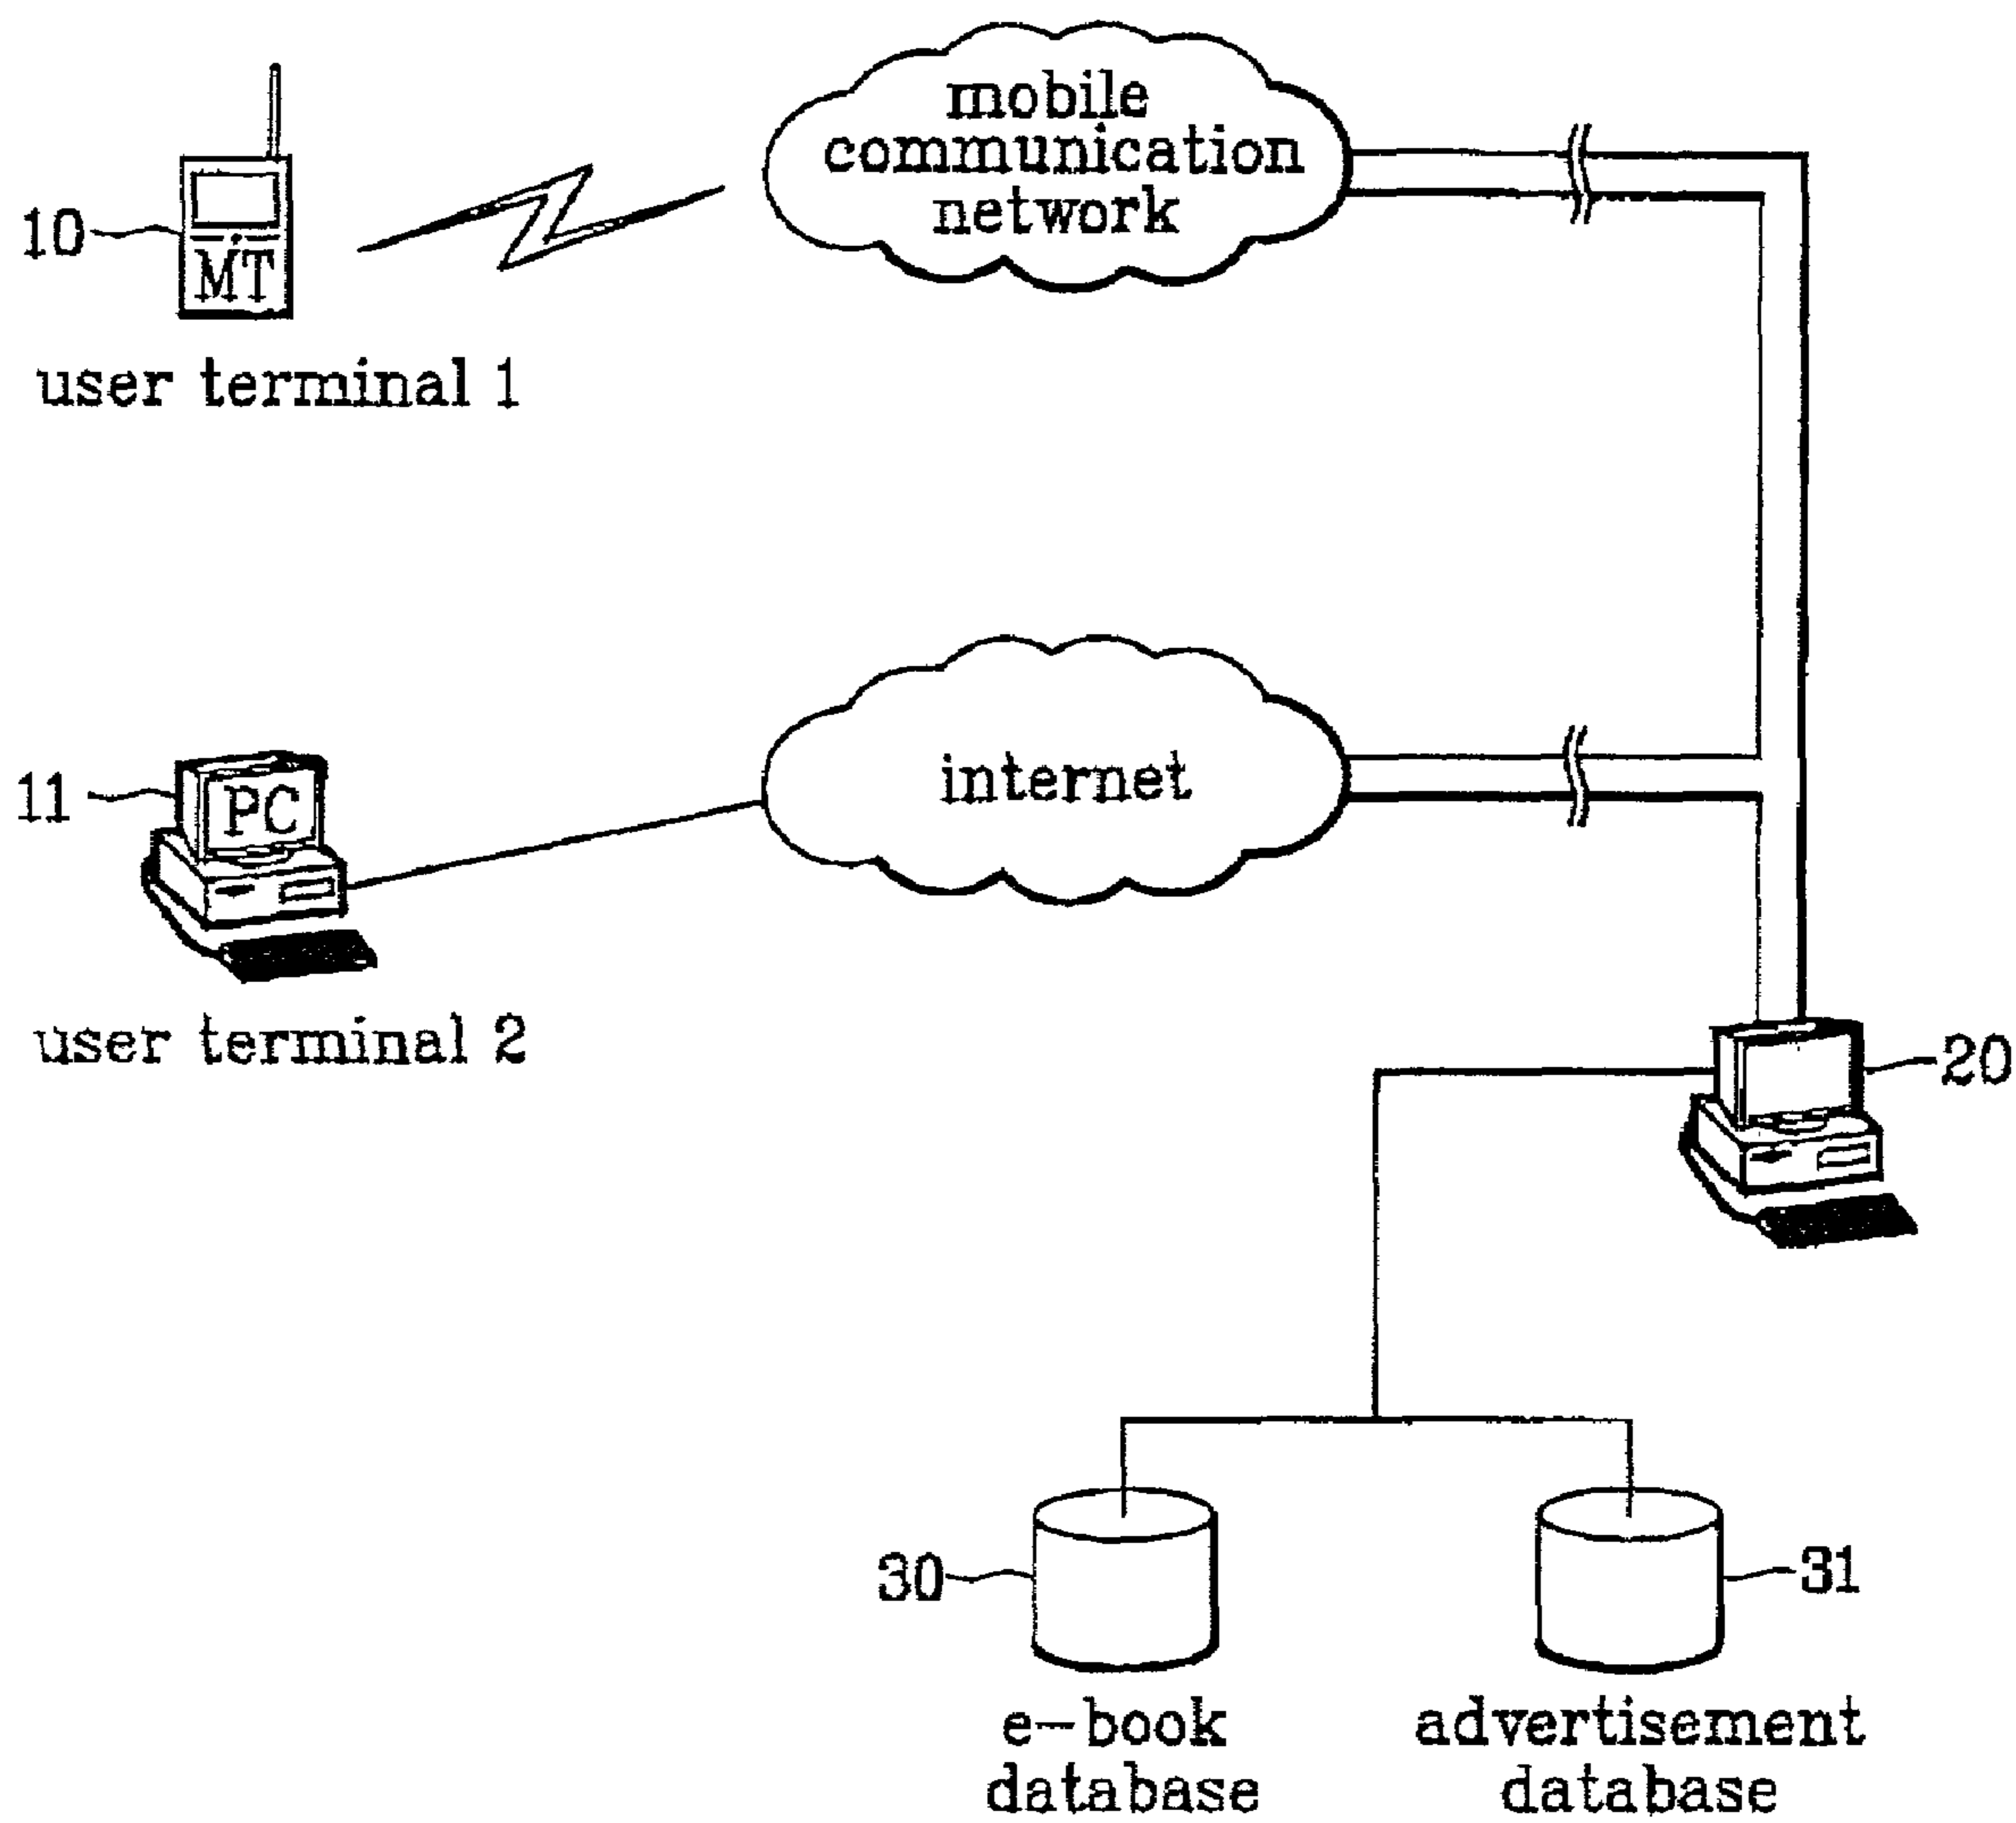 mobile
communication
network
10
MT
user terminal 1
internet
11
PC
user terminal 2
20
30
31
e-book
database
advertisement
database